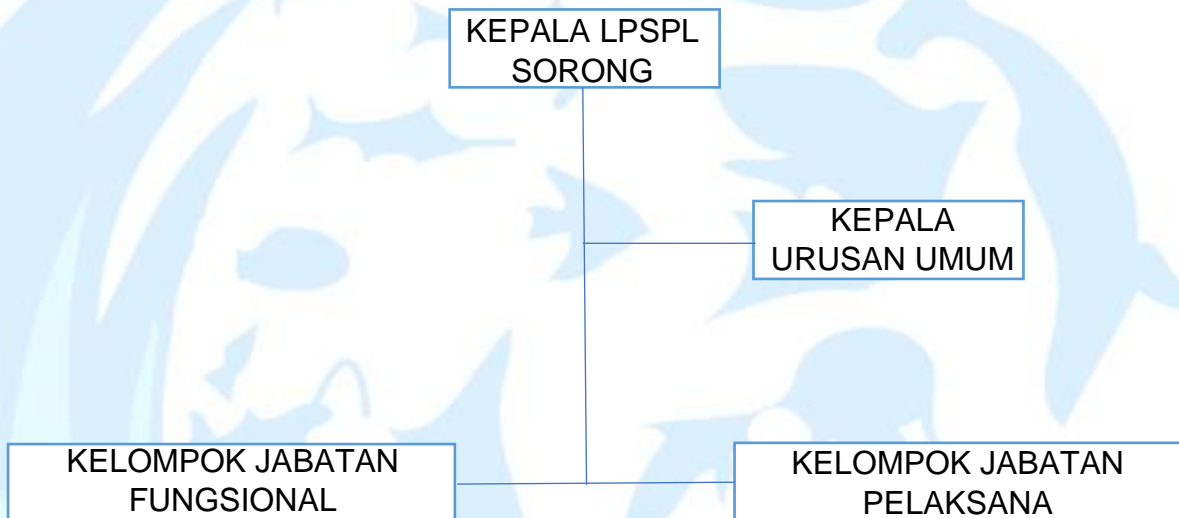 KEPALA LPSPL
SORONG
KEPALA
URUSAN UMUM
KELOMPOK JABATAN
FUNGSIONAL
KELOMPOK JABATAN
PELAKSANA